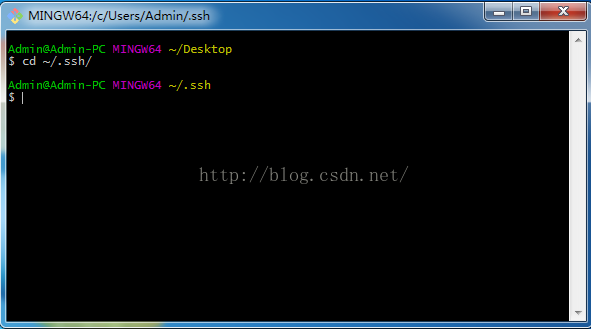 MINGW64:/c/Users/Admin/.ssh
Admin@Admin-PC MINGW64 ~/Desktop
$ cd ~/.ssh/
Admin@Admin-PC MINGW64 ~/.ssh
$
http://blog.csdn.net/